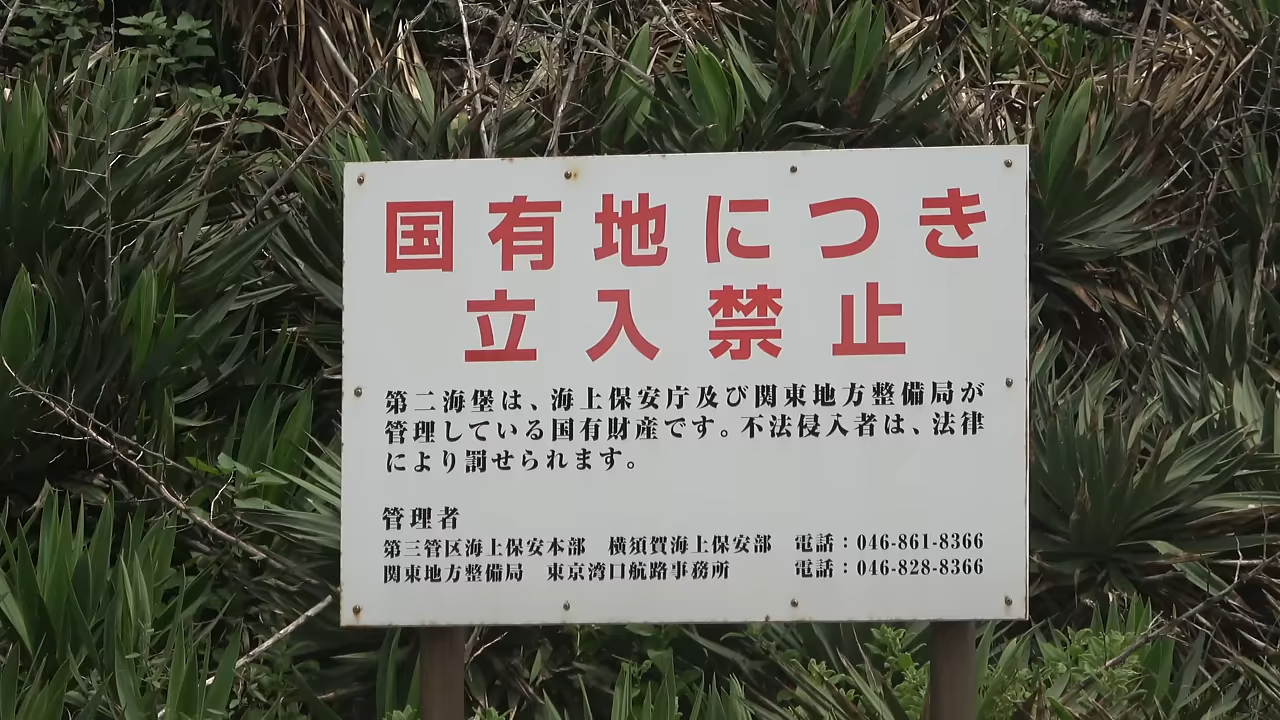 国有地につき
立入禁止
第二海堡は、海上保安庁及び関東地方整備局が
管理している国有財産です。不法侵入者は、法律
により罰せられます。
管理者
第三管区海上保安本部 横須賀海上保安部 電話：046-861-8366
関東地方整備局 東京湾口航路事務所 電話：046-828-8366